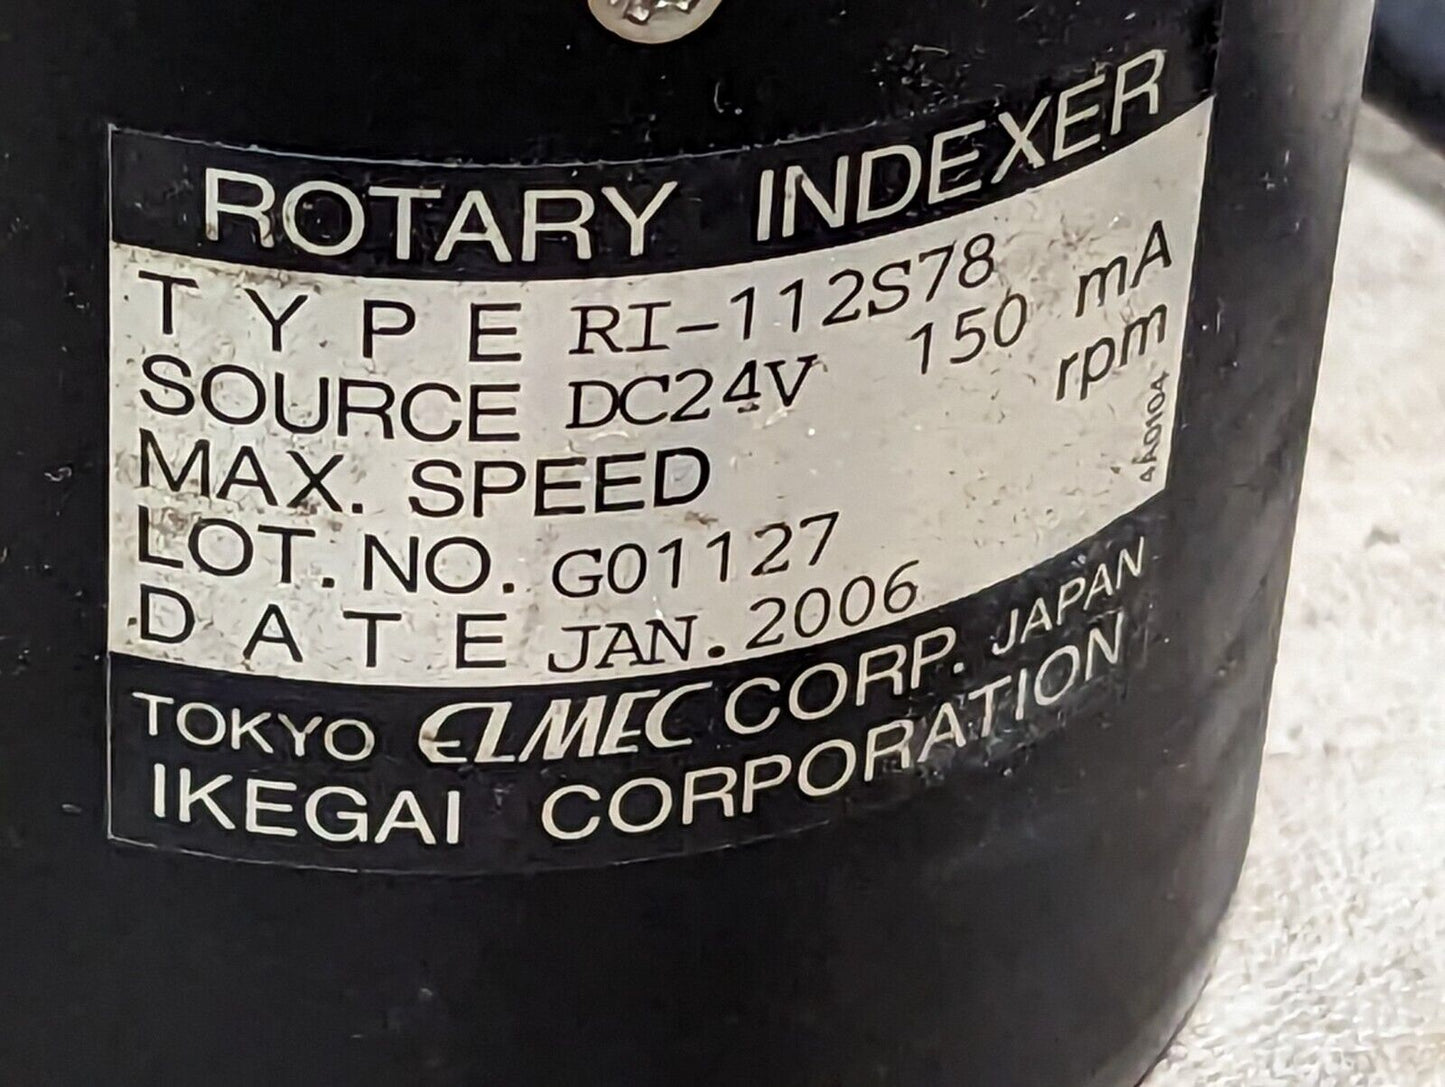 ROTARY INDEXER
TYPE RI-112S78
SOURCE DC24V 150 mA
MAX. SPEED rpm
LOT. NO. G01127
DATE JAN. 2006
4A0104
TOKYO ELMEC CORP. JAPAN
IKEGAI CORPORATION